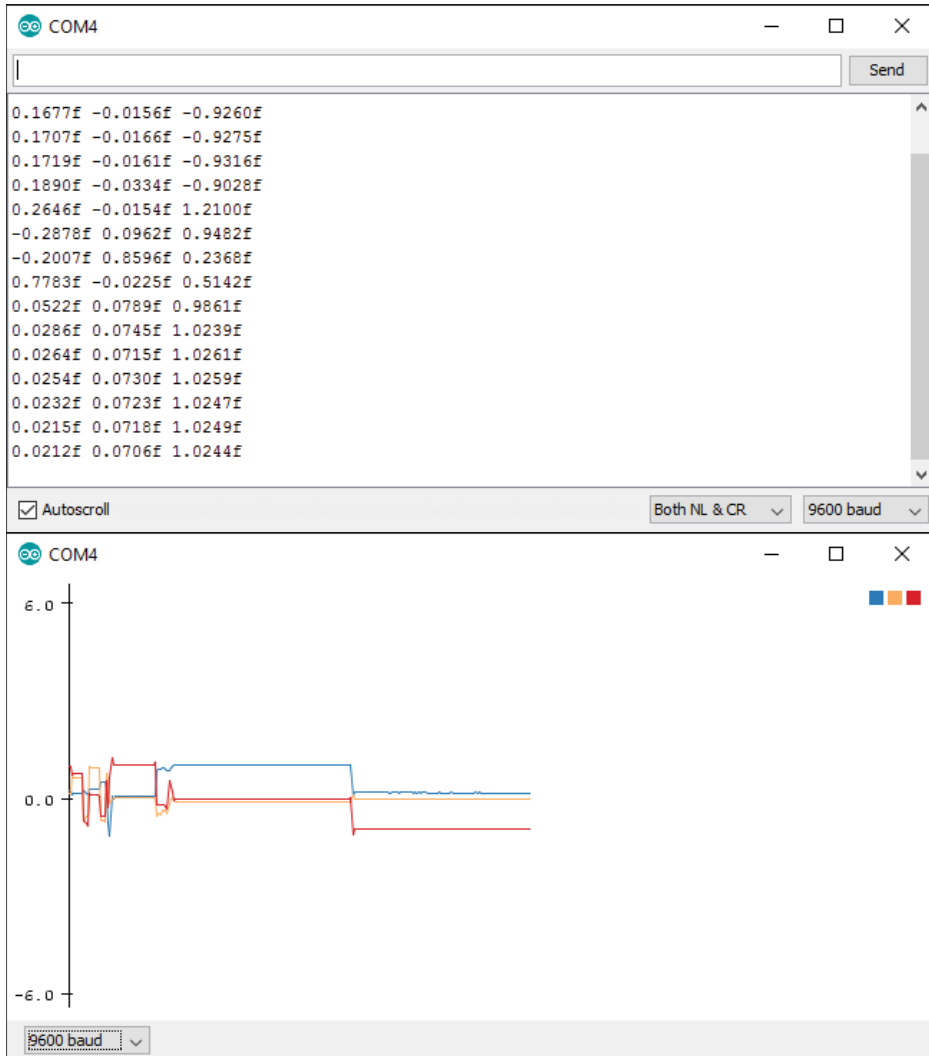 COM4
Send
0.1677f -0.0156f -0.9260f
0.1707f -0.0166f -0.9275f
0.1719f -0.0161f -0.9316f
0.1890f -0.0334f -0.9028f
0.2646f -0.0154f 1.2100f
-0.2878f 0.0962f 0.9482f
-0.2007f 0.8596f 0.2368f
0.7783f -0.0225f 0.5142f
0.0522f 0.0789f 0.9861f
0.0286f 0.0745f 1.0239f
0.0264f 0.0715f 1.0261f
0.0254f 0.0730f 1.0259f
0.0232f 0.0723f 1.0247f
0.0215f 0.0718f 1.0249f
0.0212f 0.0706f 1.0244f
Autoscroll Both NL & CR 9600 baud
COM4
6.0
0.0
-6.0
9600 baud